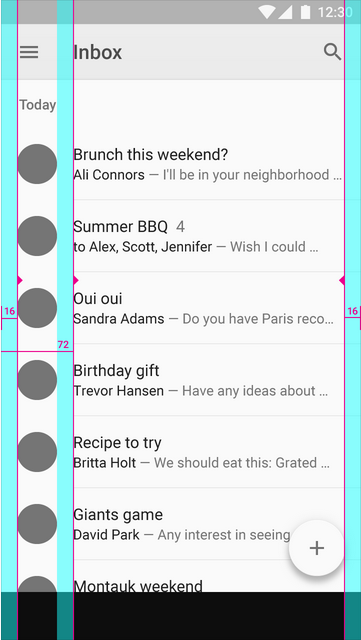 12:30
Inbox
Today
Brunch this weekend?
Ali Connors — I'll be in your neighborhood ...
Summer BBQ 4
to Alex, Scott, Jennifer — Wish I could ...
Oui oui
Sandra Adams — Do you have Paris reco...
16
16
72
Birthday gift
Trevor Hansen — Have any ideas about ...
Recipe to try
Britta Holt — We should eat this: Grated ...
Giants game
David Park — Any interest in seeing
Montauk weekend